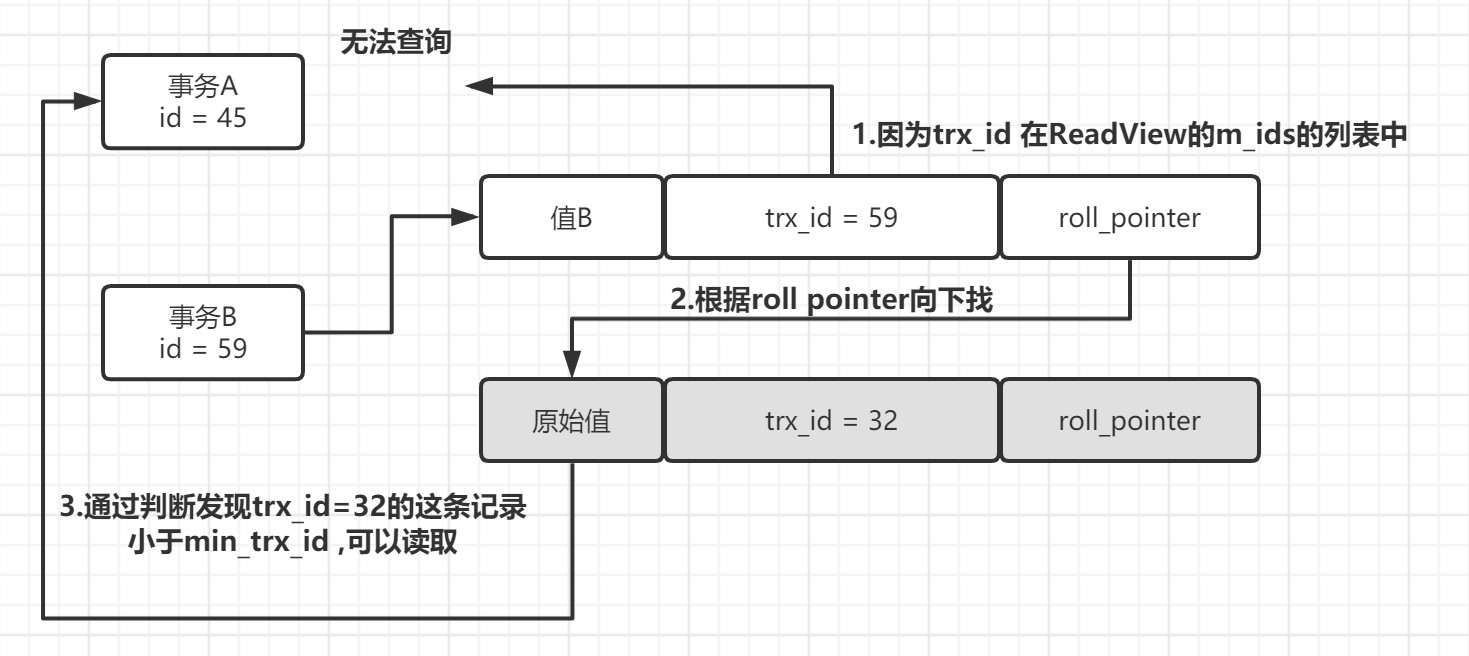 无法查询
事务A
id = 45
1.因为trx_id 在ReadView的m_ids的列表中
值B
trx_id = 59
roll_pointer
2.根据roll pointer向下找
事务B
id = 59
原始值
trx_id = 32
roll_pointer
3.通过判断发现trx_id=32的这条记录
小于min_trx_id ,可以读取